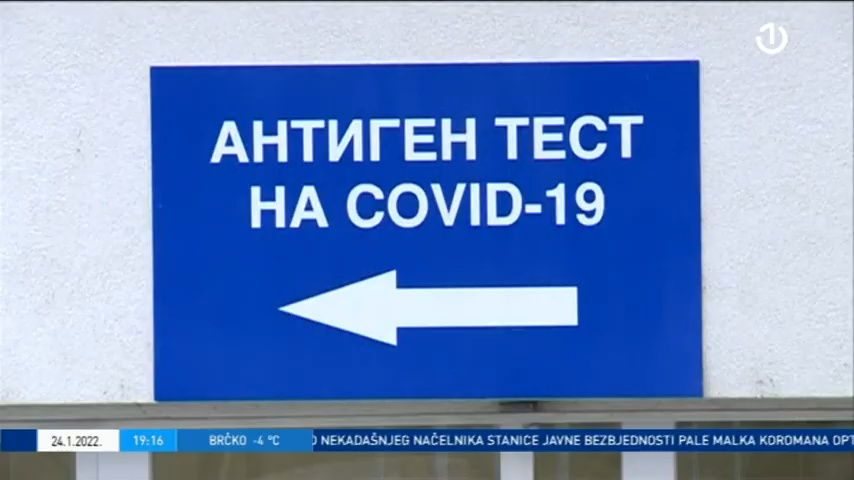 АНТИГЕН ТЕСТ
НА COVID-19
24.1.2022.
19:16
BRČKO -4 °C
NEKADAŠNJEG NAČELNIKA STANICE JAVNE BEZBJEDNOSTI PALE MALKA KOROMANA